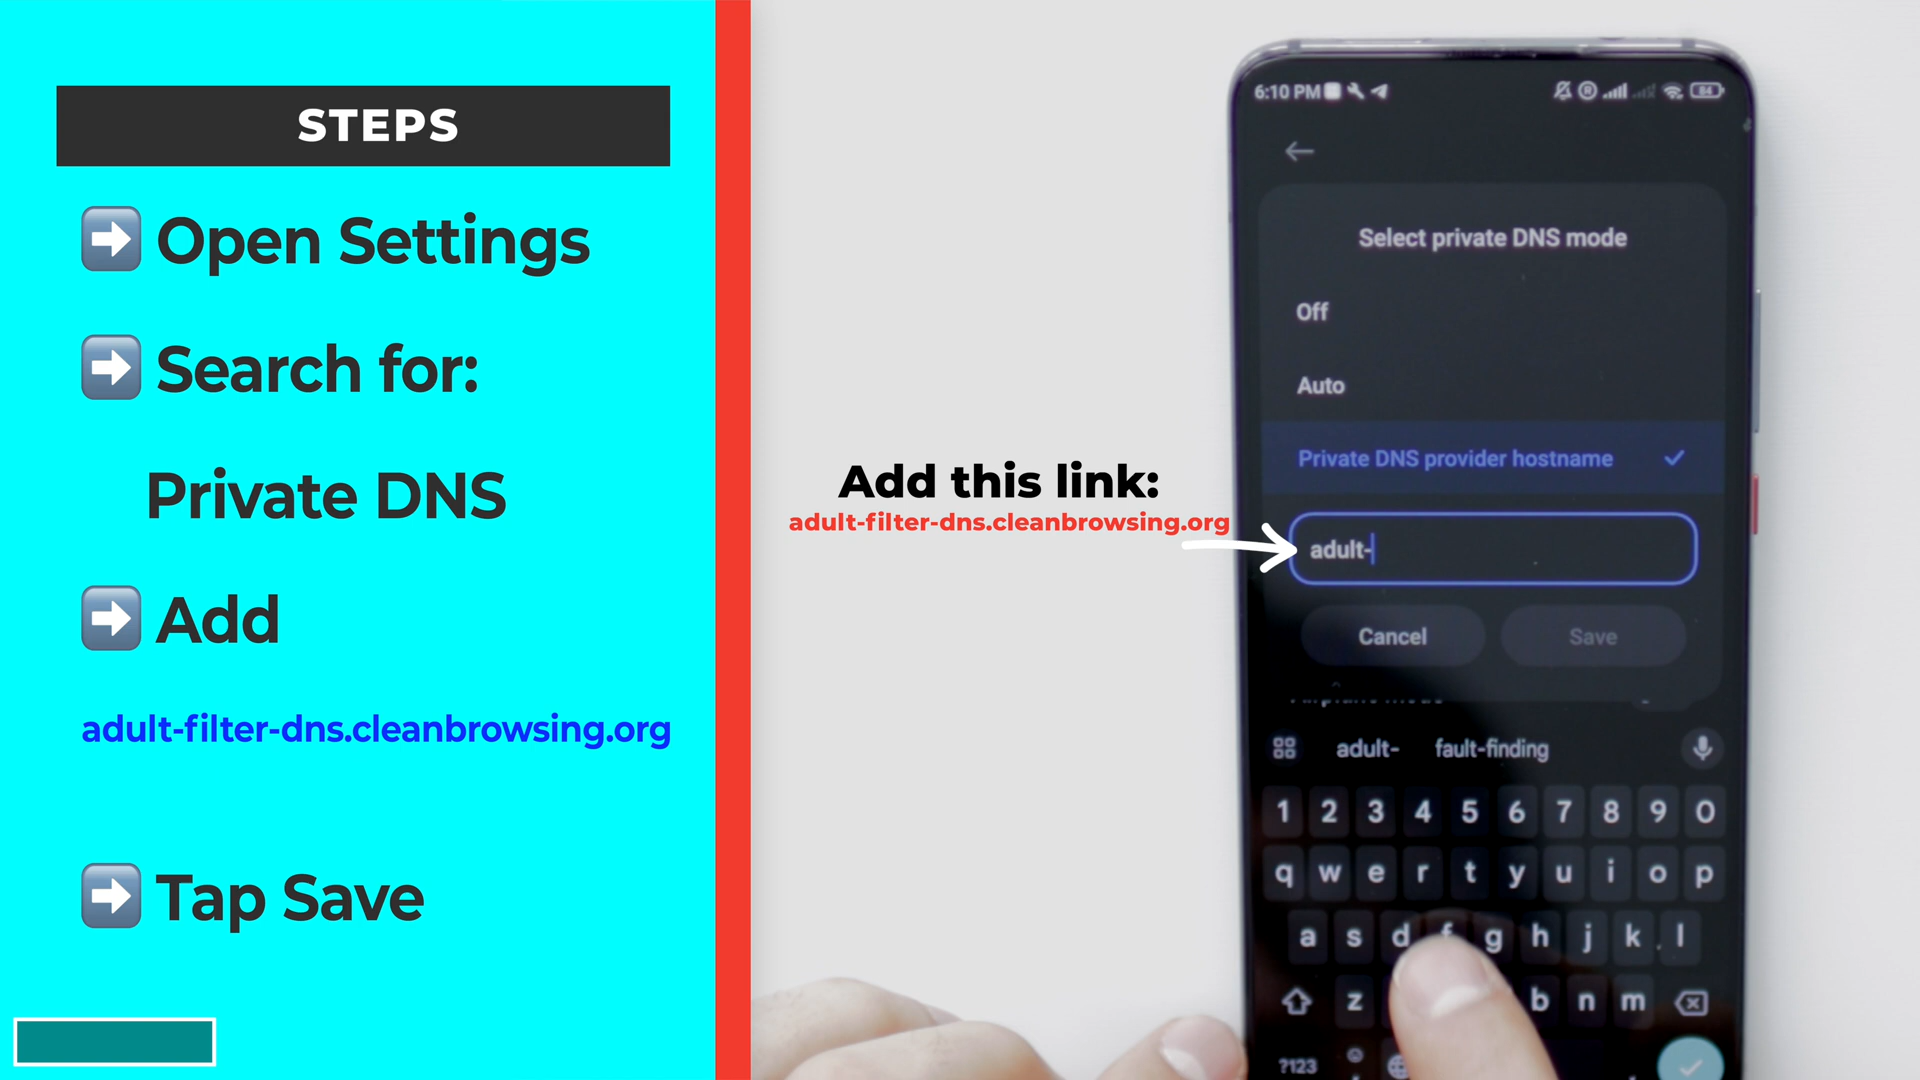 STEPS
➡️ Open Settings
➡️ Search for:
Private DNS
➡️ Add
adult-filter-dns.cleanbrowsing.org
➡️ Tap Save
Add this link:
adult-filter-dns.cleanbrowsing.org
6:10 PM
84
Select private DNS mode
Off
Auto
Private DNS provider hostname
adult-
Cancel Save
adult- fault-finding
1 2 3 4 5 6 7 8 9 0
q w e r t y u i o p
a s d f g h j k l
z b n m
?123